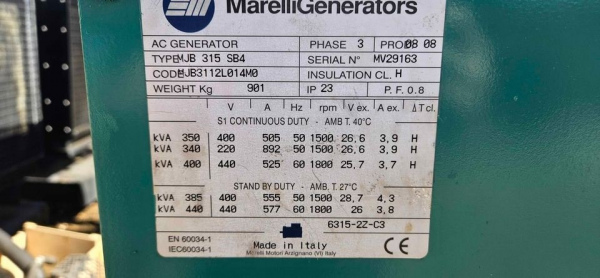 MarelliGenerators
AC GENERATOR PHASE 3 PROD 08 08
TYPE MJB 315 SB4 SERIAL N° MV29163
CODE MJB3112L014M0 INSULATION CL. H
WEIGHT Kg 901 IP 23 P.F. 0.8
V A Hz rpm V ex. A ex. Δ T cl.
S1 CONTINUOUS DUTY - AMB T. 40°C
kVA 350 400 505 50 1500 26,6 3,9 H
kVA 340 220 892 50 1500 26,6 3,9 H
kVA 400 440 525 60 1800 25,7 3,7 H
STAND BY DUTY - AMB. T. 27°C
kVA 385 400 555 50 1500 28,7 4,3
kVA 440 440 577 60 1800 26 3,8
6315-2Z-C3
EN 60034-1
IEC60034-1
Made in Italy
CE
Motori Arzignano (VI) Italy